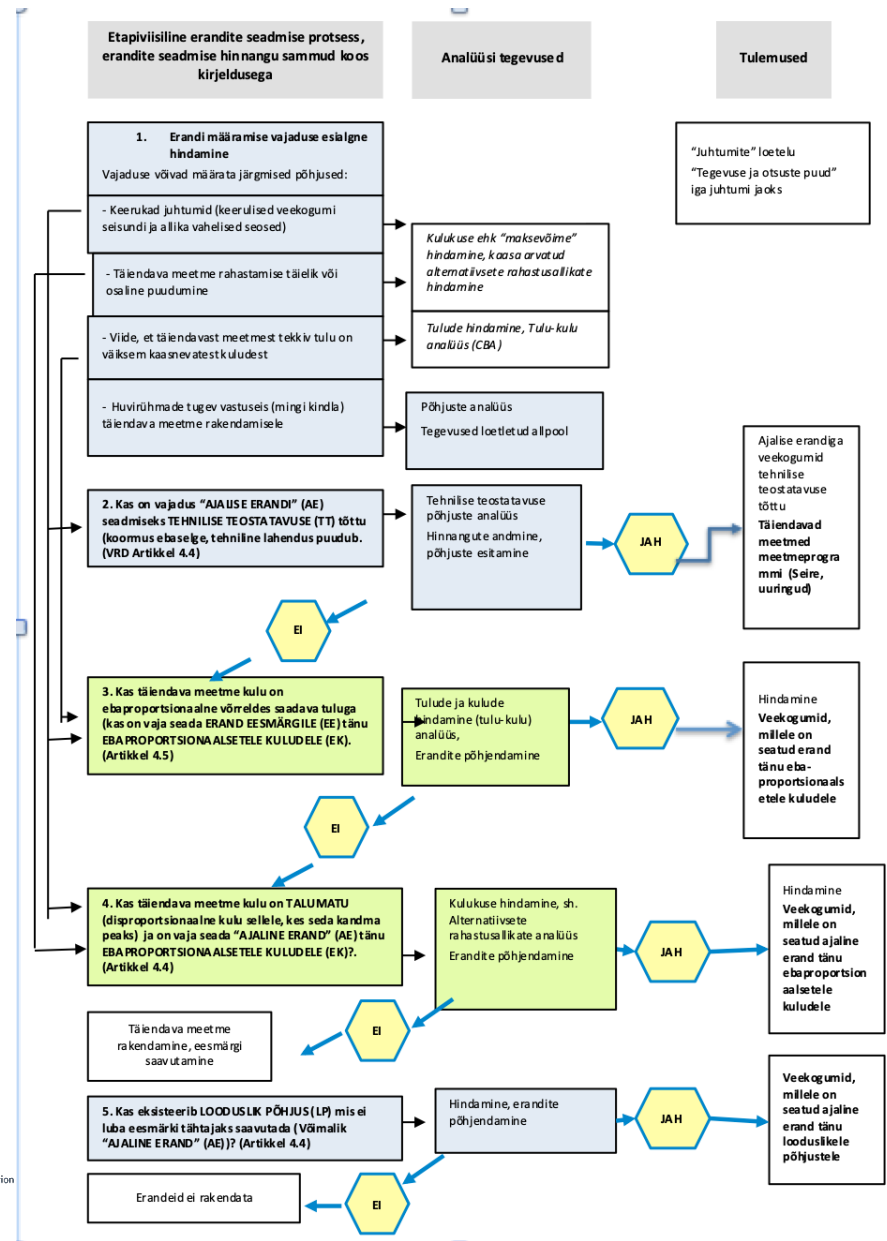 Etapiviisiline erandite seadmise protsess,
erandite seadmise hinnangu sammud koos
kirjeldusega
Analüüsi tegevused
Tulemused
1. Erandi määramise vajaduse esialgne
hindamine
Vajaduse võivad määrata järgmised põhjused:
"Juhtumite" loetelu
"Tegevuse ja otsuste puud"
iga juhtumi jaoks
- Keerukad juhtumid (keerulised veekogumi
seisundi ja allika vahelised seosed)
Kulukuse ehk "maksevõime"
hindamine, kaasa arvatud
alternatiivsete rahastusallikate
hindamine
- Täiendava meetme rahastamise täielik või
osaline puudumine
- Viide, et täiendavast meetmest tekkiv tulu on
väiksem kaasnevatest kuludest
Tulude hindamine, Tulu-kulu
analüüs (CBA)
- Huvirühmade tugev vastuseis (mingi kindla)
täiendava meetme rakendamisele
Põhjuste analüüs
Tegevused loetletud allpool
2. Kas on vajadus "AJALISE ERANDI" (AE)
seadmiseks TEHNILISE TEOSTATAVUSE (TT) tõttu
(koormus ebaselge, tehniline lahendus puudub.
(VRD Artikkel 4.4)
Tehnilise teostatavuse
põhjuste analüüs
Hinnangute andmine,
põhjuste esitamine
JAH
Ajalise erandiga
veekogumid
tehnilise
teostatavuse
tõttu
Täiendavad
meetmed
meetmeprogra
mmi (Seire,
uuringud)
EI
3. Kas täiendava meetme kulu on
ebaproportsionaalne võrreldes saadava tuluga
(kas on vaja seada ERAND EESMÄRGILE (EE) tänu
EBAPROPORTSIONAALSETELE KULUDELE (EK).
(Artikkel 4.5)
Tulude ja kulude
hindamine (tulu-kulu)
analüüs,
Erandite põhjendamine
JAH
Hindamine
Veekogumid,
millele on
seatud erand
tänu eba-
proportsionaals
etele kuludele
EI
4. Kas täiendava meetme kulu on TALUMATU
(disproportsionaalne kulu sellele, kes seda kandma
peaks) ja on vaja seada "AJALINE ERAND" (AE) tänu
EBAPROPORTSIONAALSETELE KULUDELE (EK)?.
(Artikkel 4.4)
Kulukuse hindamine, sh.
Alternatiivsete
rahastusallikate analüüs
Erandite põhjendamine
JAH
Hindamine
Veekogumid,
millele on
seatud ajaline
erand tänu
ebaproportsion
aalsetele
kuludele
EI
Täiendava meetme
rakendamine, eesmärgi
saavutamine
5. Kas eksisteerib LOODUSLIK PÕHJUS (LP) mis ei
luba eesmärki tähtajaks saavutada (Võimalik
"AJALINE ERAND" (AE))? (Artikkel 4.4)
Hindamine, erandite
põhjendamine
JAH
Veekogumid,
millele on
seatud ajaline
erand tänu
looduslikele
põhjustele
EI
Erandeid ei rakendata